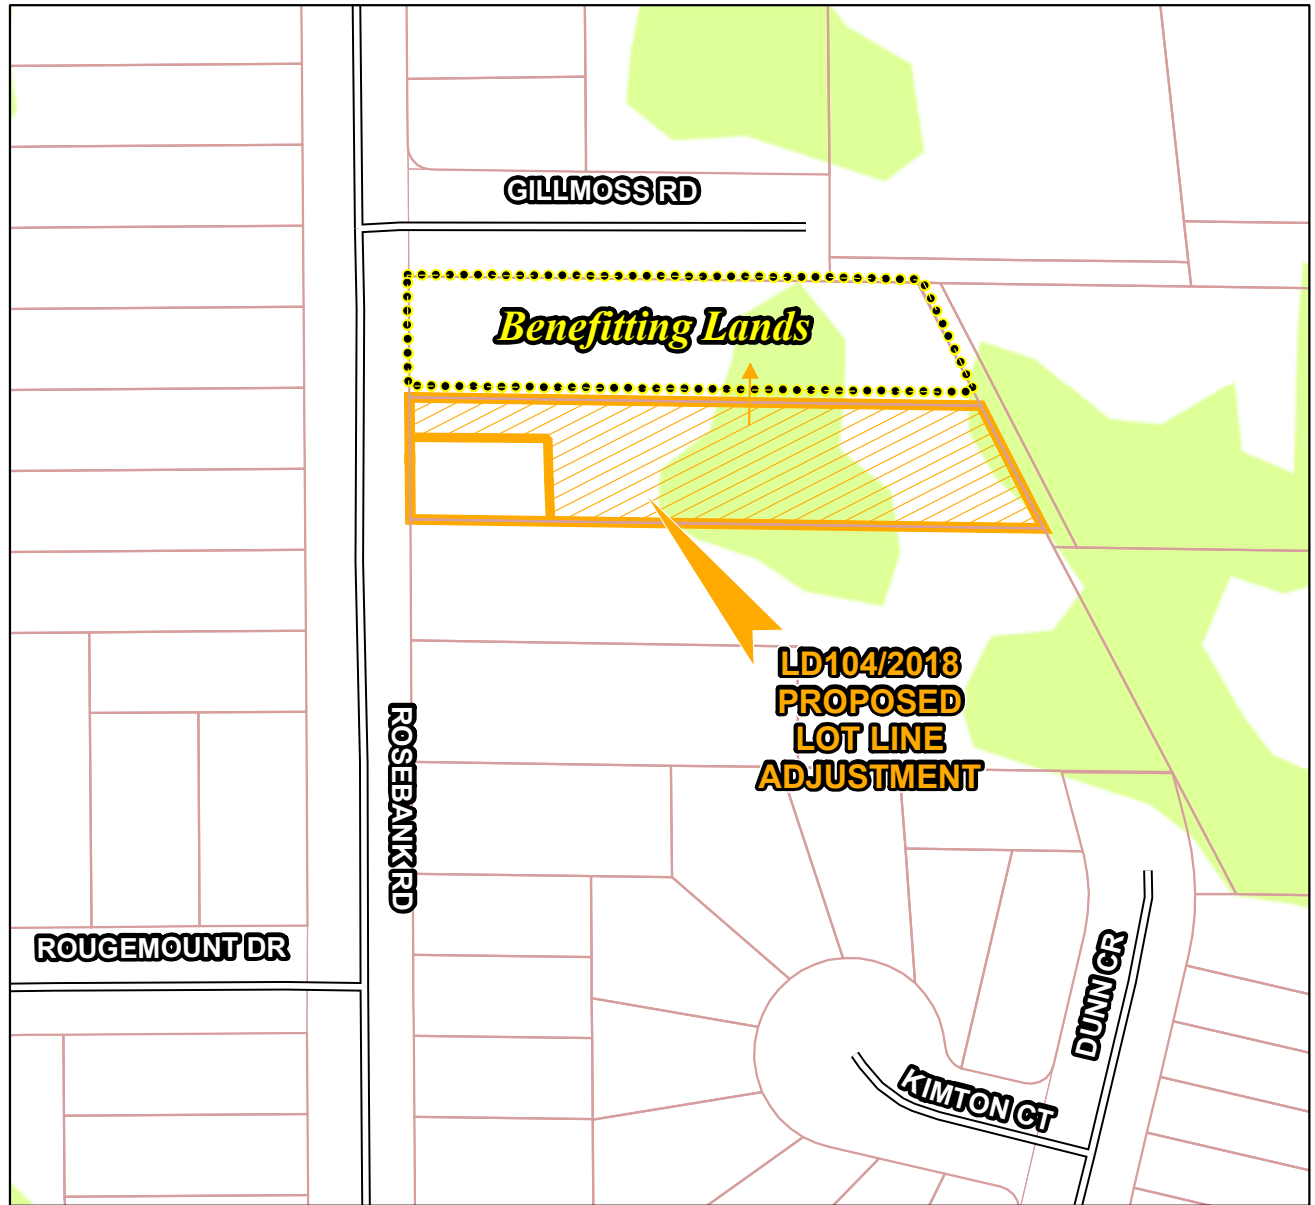 GILLMOSS RD
Benefitting Lands
LD104/2018
PROPOSED
LOT LINE
ADJUSTMENT
ROSEBANK RD
ROUGEMOUNT DR
DUNN CR
KIMTON CT